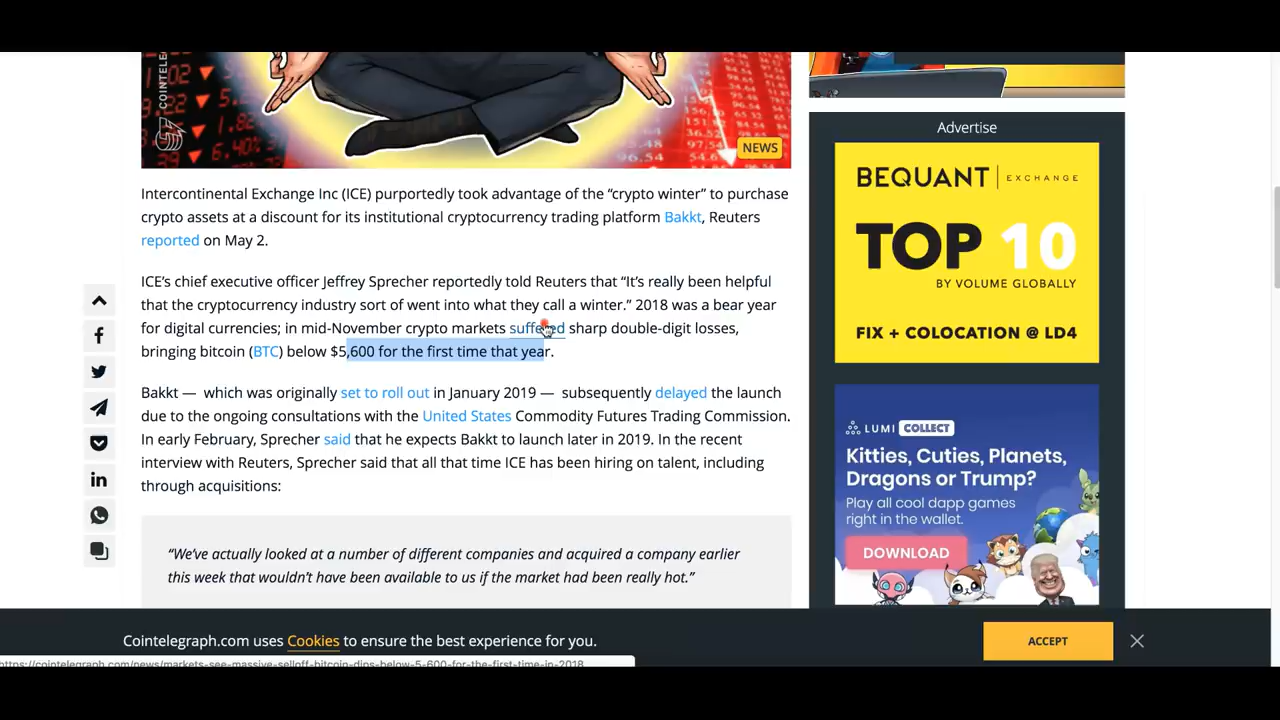 COINTELE
NEWS
Intercontinental Exchange Inc (ICE) purportedly took advantage of the “crypto winter” to purchase
crypto assets at a discount for its institutional cryptocurrency trading platform Bakkt, Reuters
reported on May 2.
ICE’s chief executive officer Jeffrey Sprecher reportedly told Reuters that “It’s really been helpful
that the cryptocurrency industry sort of went into what they call a winter.” 2018 was a bear year
for digital currencies; in mid-November crypto markets suffered sharp double-digit losses,
bringing bitcoin (BTC) below $5,600 for the first time that year.
Bakkt — which was originally set to roll out in January 2019 — subsequently delayed the launch
due to the ongoing consultations with the United States Commodity Futures Trading Commission.
In early February, Sprecher said that he expects Bakkt to launch later in 2019. In the recent
interview with Reuters, Sprecher said that all that time ICE has been hiring on talent, including
through acquisitions:
“We’ve actually looked at a number of different companies and acquired a company earlier
this week that wouldn’t have been available to us if the market had been really hot.”
Advertise
BEQUANT | EXCHANGE
TOP 10
BY VOLUME GLOBALLY
FIX + COLOCATION @ LD4
LUMI COLLECT
Kitties, Cuties, Planets,
Dragons or Trump?
Play all cool dapp games
right in the wallet.
DOWNLOAD
Cointelegraph.com uses Cookies to ensure the best experience for you.
ACCEPT
https://cointelegraph.com/news/markets-see-massive-selloff-bitcoin-dips-below-5-600-for-the-first-time-in-2018